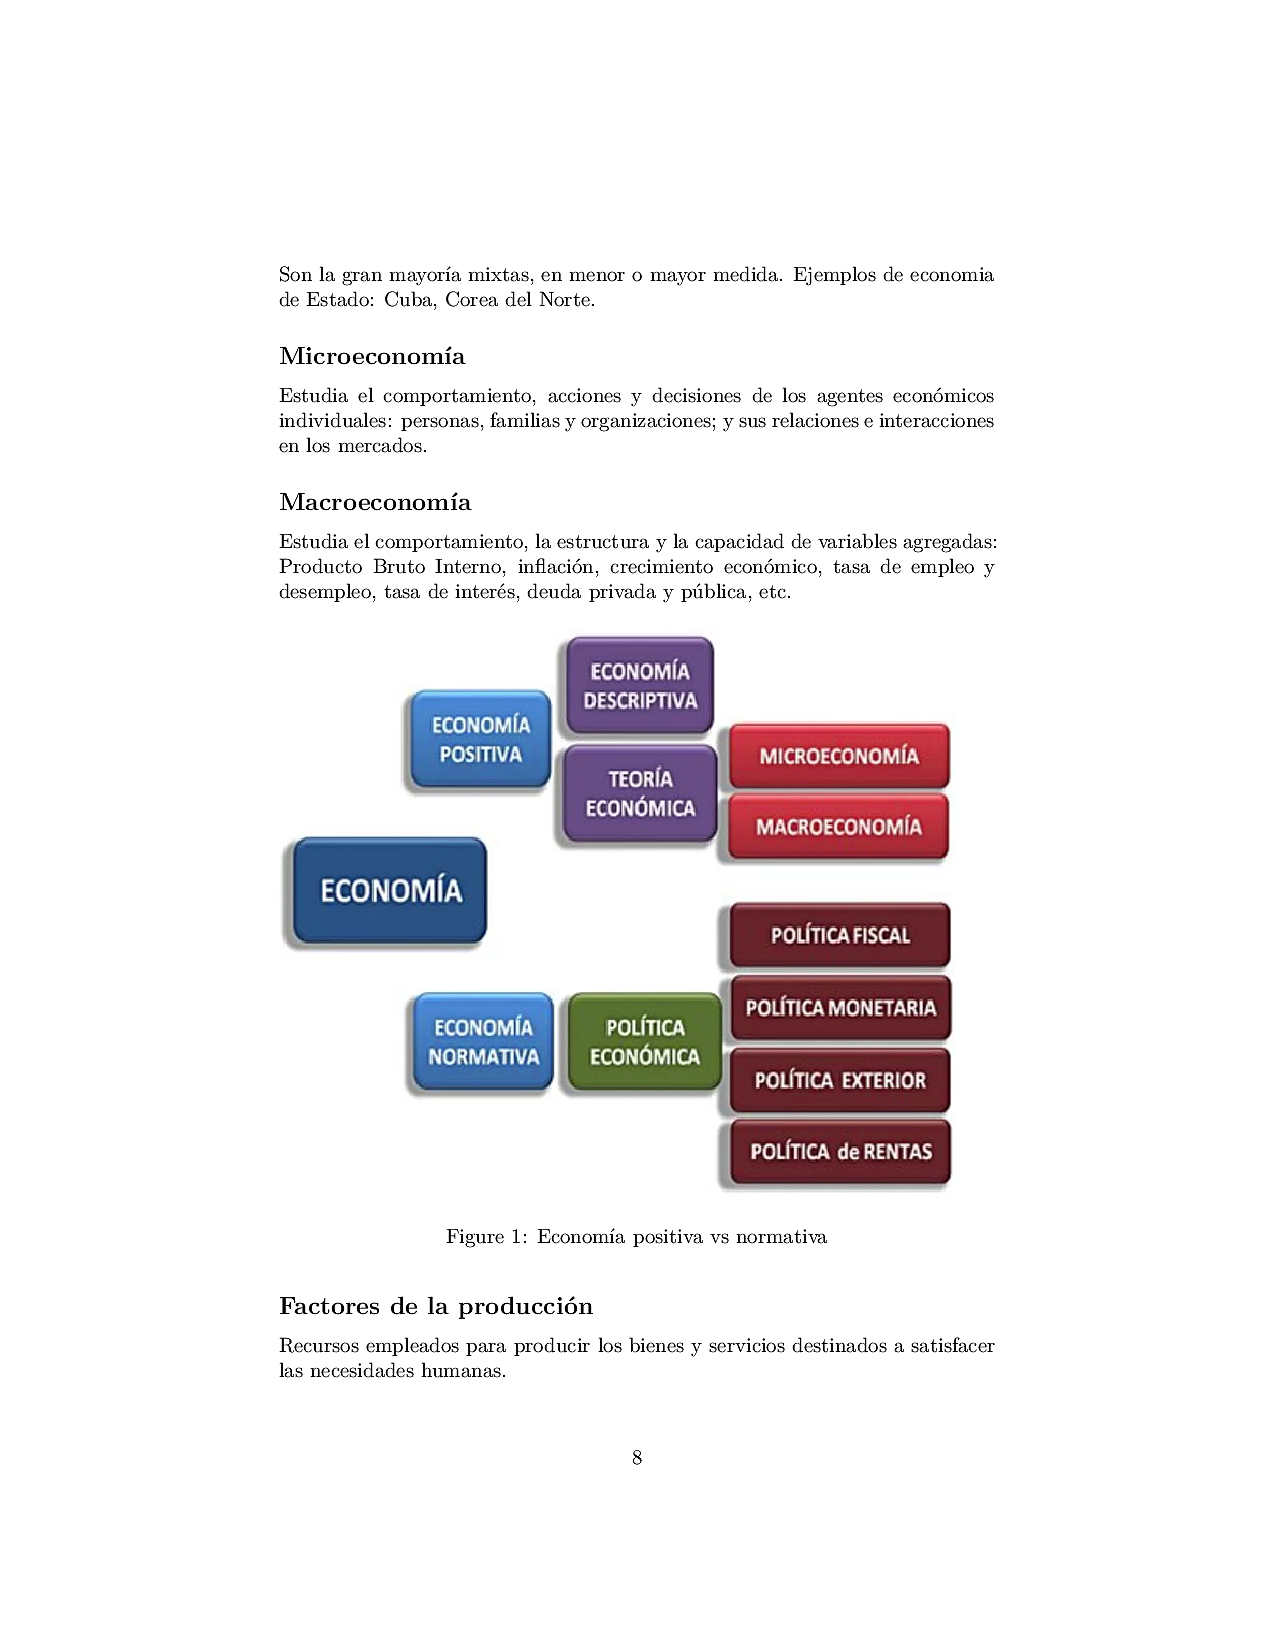 Son la gran mayoría mixtas, en menor o mayor medida. Ejemplos de economia
de Estado: Cuba, Corea del Norte.
Microeconomía
Estudia el comportamiento, acciones y decisiones de los agentes económicos
individuales: personas, familias y organizaciones; y sus relaciones e interacciones
en los mercados.
Macroeconomía
Estudia el comportamiento, la estructura y la capacidad de variables agregadas:
Producto Bruto Interno, inflación, crecimiento económico, tasa de empleo y
desempleo, tasa de interés, deuda privada y pública, etc.
ECONOMÍA
ECONOMÍA
POSITIVA
ECONOMÍA
DESCRIPTIVA
TEORÍA
ECONÓMICA
MICROECONOMÍA
MACROECONOMÍA
ECONOMÍA
NORMATIVA
POLÍTICA
ECONÓMICA
POLÍTICA FISCAL
POLÍTICA MONETARIA
POLÍTICA EXTERIOR
POLÍTICA de RENTAS
Figure 1: Economía positiva vs normativa
Factores de la producción
Recursos empleados para producir los bienes y servicios destinados a satisfacer
las necesidades humanas.
8